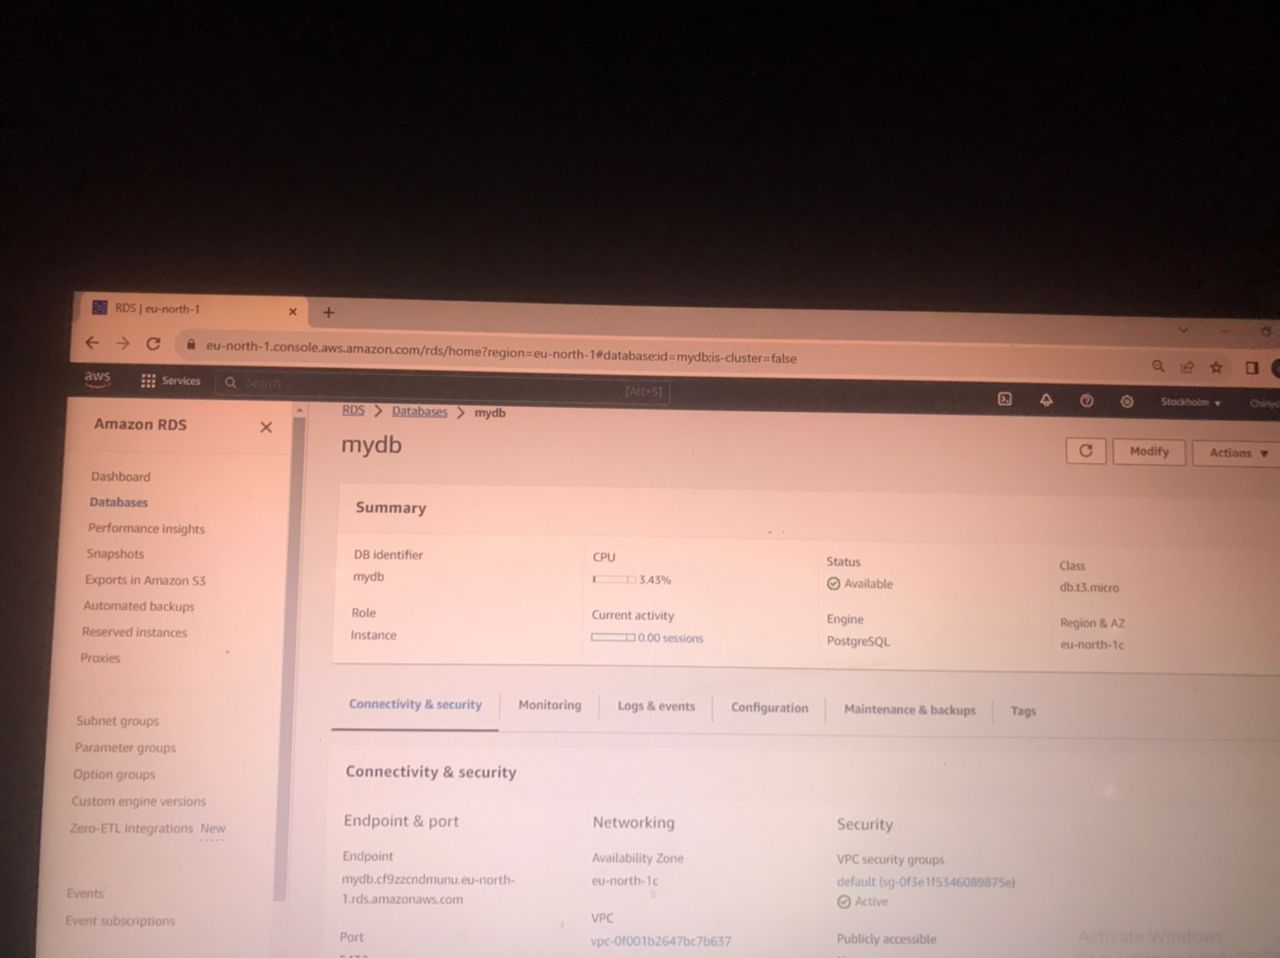 RDS | eu-north-1
eu-north-1.console.aws.amazon.com/rds/home?region=eu-north-1#database:id=mydb;is-cluster=false
aws
Services
Search
[Alt+S]
Stockholm
Amazon RDS
Dashboard
Databases
Performance insights
Snapshots
Exports in Amazon S3
Automated backups
Reserved instances
Proxies
Subnet groups
Parameter groups
Option groups
Custom engine versions
Zero-ETL integrations New
Events
Event subscriptions
RDS > Databases > mydb
mydb
Modify
Actions
Summary
DB identifier
mydb
CPU
3.43%
Status
Available
Class
db.t3.micro
Role
Instance
Current activity
0.00 sessions
Engine
PostgreSQL
Region & AZ
eu-north-1c
Connectivity & security
Monitoring
Logs & events
Configuration
Maintenance & backups
Tags
Connectivity & security
Endpoint & port
Endpoint
mydb.cf9zzcndmunu.eu-north-
1.rds.amazonaws.com
Port
Networking
Availability Zone
eu-north-1c
VPC
vpc-0f001b2647bc7b637
Security
VPC security groups
default (sg-0f3e1f5346089875e)
Active
Publicly accessible
Activate Windows